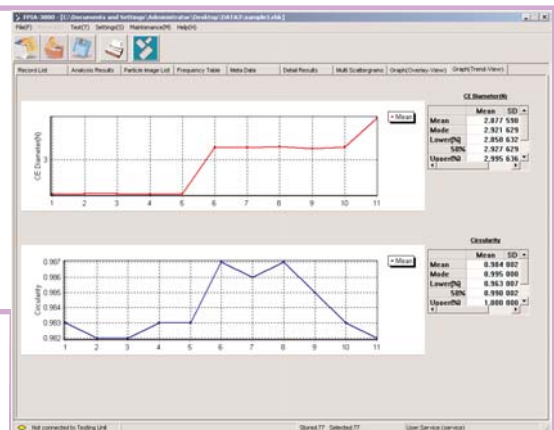 FPSA-3000 - [C:\Documents and Settings\Administrator\Desktop\DATA3\sample3.xhk]
File(F) Test(T) Settings(S) Maintenance(M) Help(H)
Record List Analysis Results Particle Image List Frequency Table Meta Data Detail Results Multi Scattergrams Graph(Overlay-View) Graph(Trend-View)
CE Diameter(N)
Mean
CE Diameter(N)
3
1 2 3 4 5 6 7 8 9 10 11
Mean SD
Mean 2.877 598
Mode 2.921 629
Lower(%) 2.850 632
50% 2.927 629
Upper(%) 2.995 636
Circularity
Mean
Circularity
0.987
0.986
0.985
0.984
0.983
0.982
1 2 3 4 5 6 7 8 9 10 11
Mean SD
Mean 0.984 002
Mode 0.995 000
Lower(%) 0.963 007
50% 0.990 002
Upper(%) 1.000 000
Not connected to Testing Unit Stored:77 Selected:77 User:Service (service)